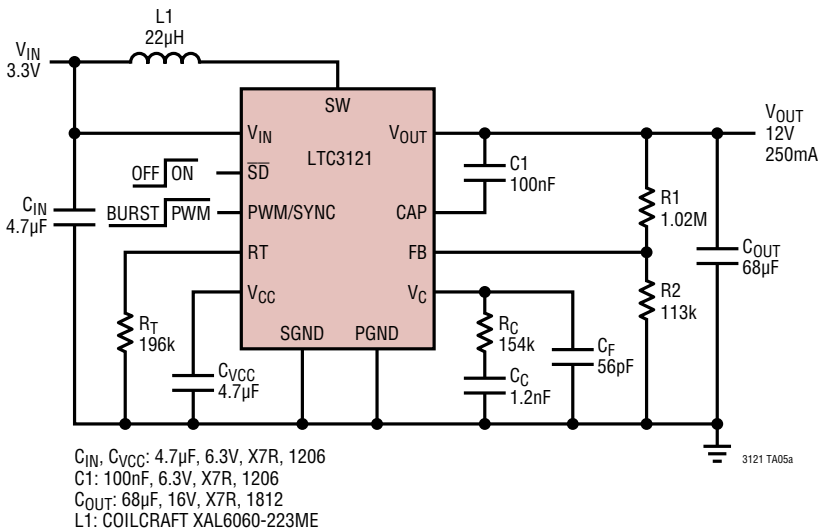 L1
22µH
VIN
3.3V
SW
VIN
VOUT
VOUT
12V
250mA
LTC3121
OFF ON
SD
C1
100nF
BURST PWM
PWM/SYNC
CAP
R1
1.02M
CIN
4.7µF
RT
FB
COUT
68µF
VCC
VC
R2
113k
RT
196k
SGND
PGND
RC
154k
CF
56pF
CVCC
4.7µF
CC
1.2nF
3121 TA05a
CIN, CVCC: 4.7µF, 6.3V, X7R, 1206
C1: 100nF, 6.3V, X7R, 1206
COUT: 68µF, 16V, X7R, 1812
L1: COILCRAFT XAL6060-223ME